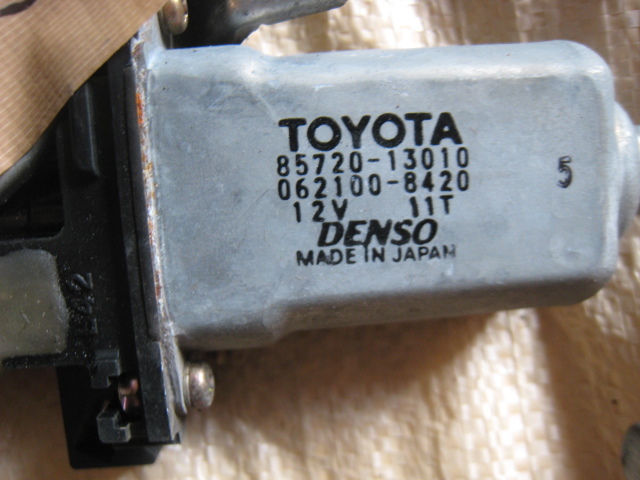 TOYOTA
85720-13010
062100-8420
5
12V 11T
DENSO
MADE IN JAPAN